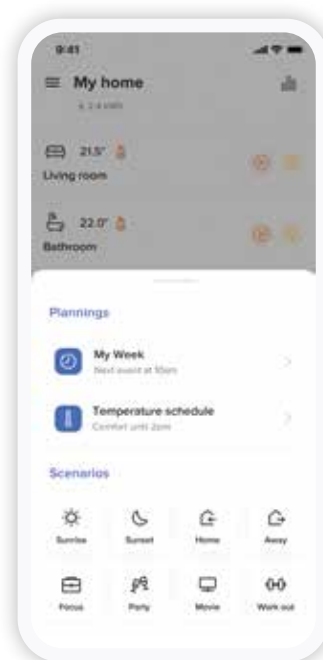 9:41
My home
21.5°
Living room
22.0°
Bathroom
Plannings
My Week
Next event at 10am
Temperature schedule
Comfort until 2pm
Scenarios
Sunrise Sunset Home Away
Focus Party Movie Work out